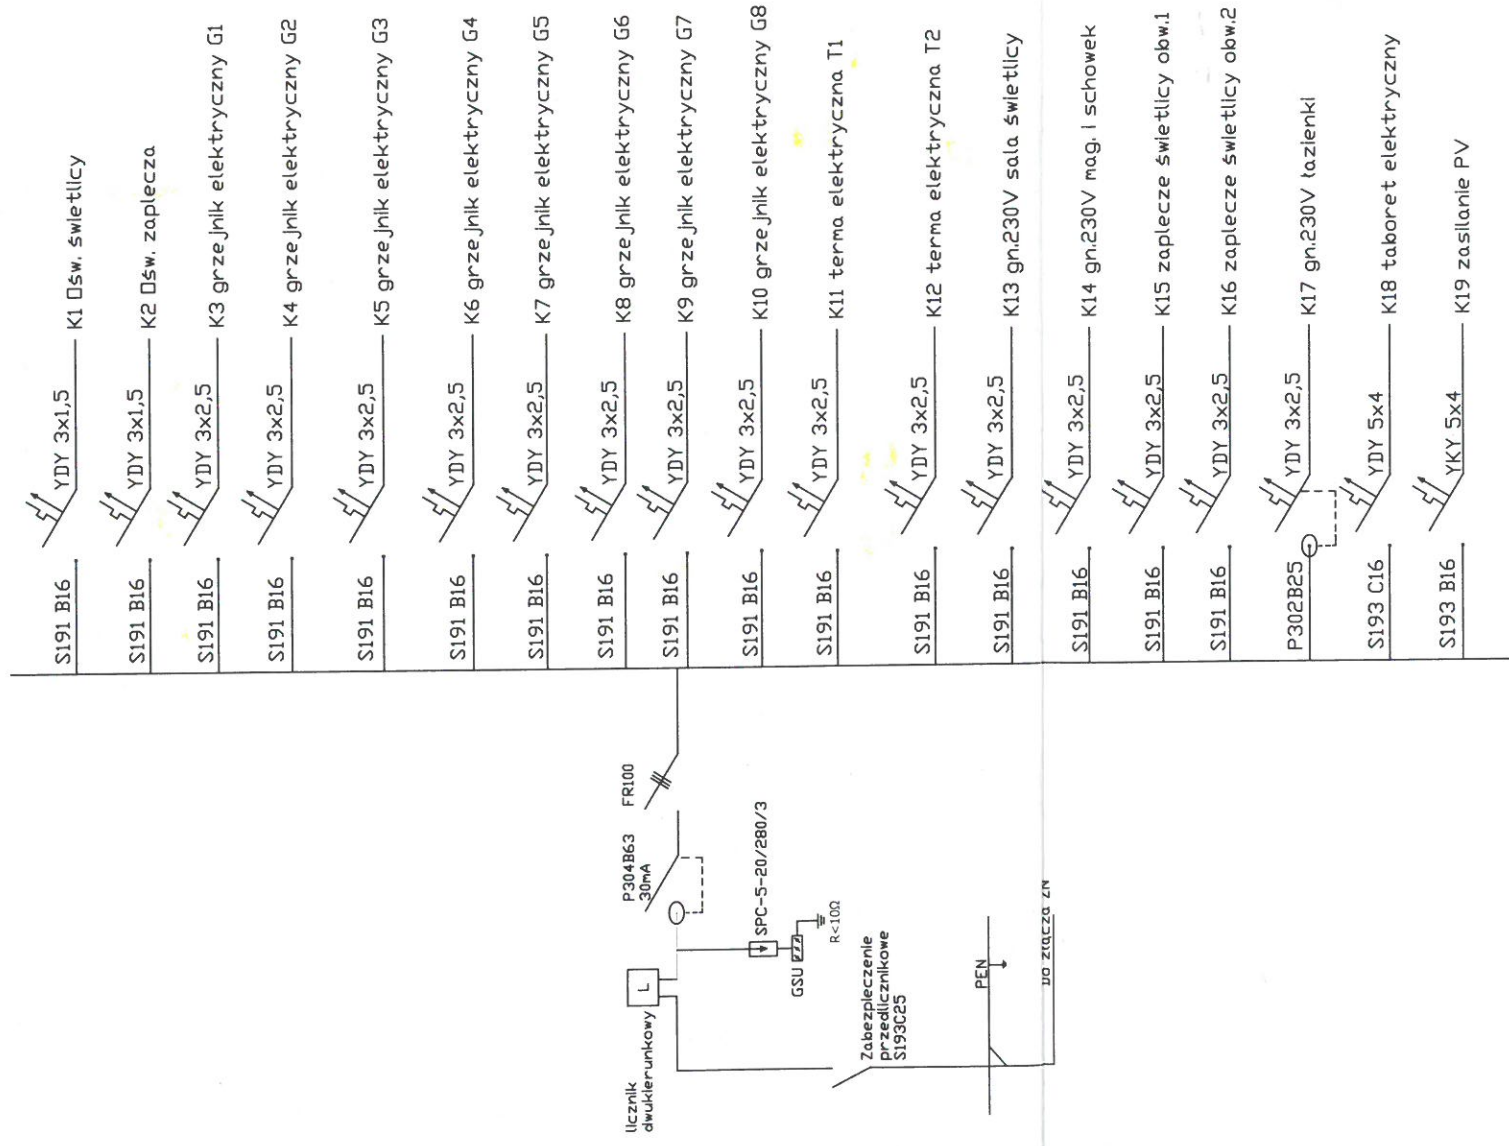 K1 Ośw. świetlicy
YDY 3x1,5
S191 B16
K2 Ośw. zaplecza
YDY 3x1,5
S191 B16
K3 grzejnik elektryczny G1
YDY 3x2,5
S191 B16
K4 grzejnik elektryczny G2
YDY 3x2,5
S191 B16
K5 grzejnik elektryczny G3
YDY 3x2,5
S191 B16
K6 grzejnik elektryczny G4
YDY 3x2,5
S191 B16
K7 grzejnik elektryczny G5
YDY 3x2,5
S191 B16
K8 grzejnik elektryczny G6
YDY 3x2,5
S191 B16
K9 grzejnik elektryczny G7
YDY 3x2,5
S191 B16
K10 grzejnik elektryczny G8
YDY 3x2,5
S191 B16
K11 terma elektryczna T1
YDY 3x2,5
S191 B16
K12 terma elektryczna T2
YDY 3x2,5
S191 B16
K13 gn.230V sala świetlicy
YDY 3x2,5
S191 B16
K14 gn.230V mag. i schowek
YDY 3x2,5
S191 B16
K15 zaplecze świetlicy obw.1
YDY 3x2,5
S191 B16
K16 zaplecze świetlicy obw.2
YDY 3x2,5
S191 B16
K17 gn.230V łazienki
YDY 3x2,5
P302B25
K18 taboret elektryczny
YDY 5x4
S193 C16
K19 zasilanie PV
YKY 5x4
S193 B16
FR100
P304B63
30mA
SPC-5-20/280/3
GSU
R<10Ω
L
licznik
dwukierunkowy
Zabezpieczenie
przedlicznikowe
S193C25
PEN
Do złącza ZN